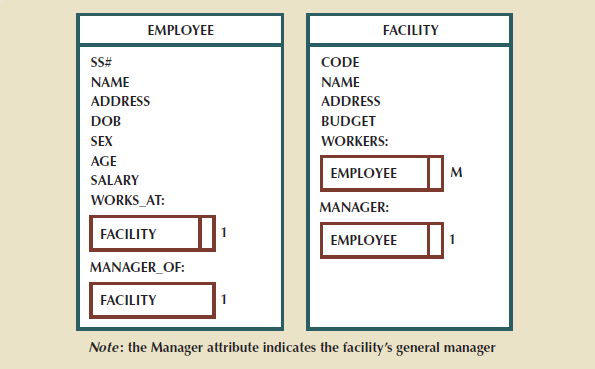 EMPLOYEE
SS#
NAME
ADDRESS
DOB
SEX
AGE
SALARY
WORKS_AT:
FACILITY 1
MANAGER_OF:
FACILITY 1
FACILITY
CODE
NAME
ADDRESS
BUDGET
WORKERS:
EMPLOYEE M
MANAGER:
EMPLOYEE 1
Note: the Manager attribute indicates the facility's general manager